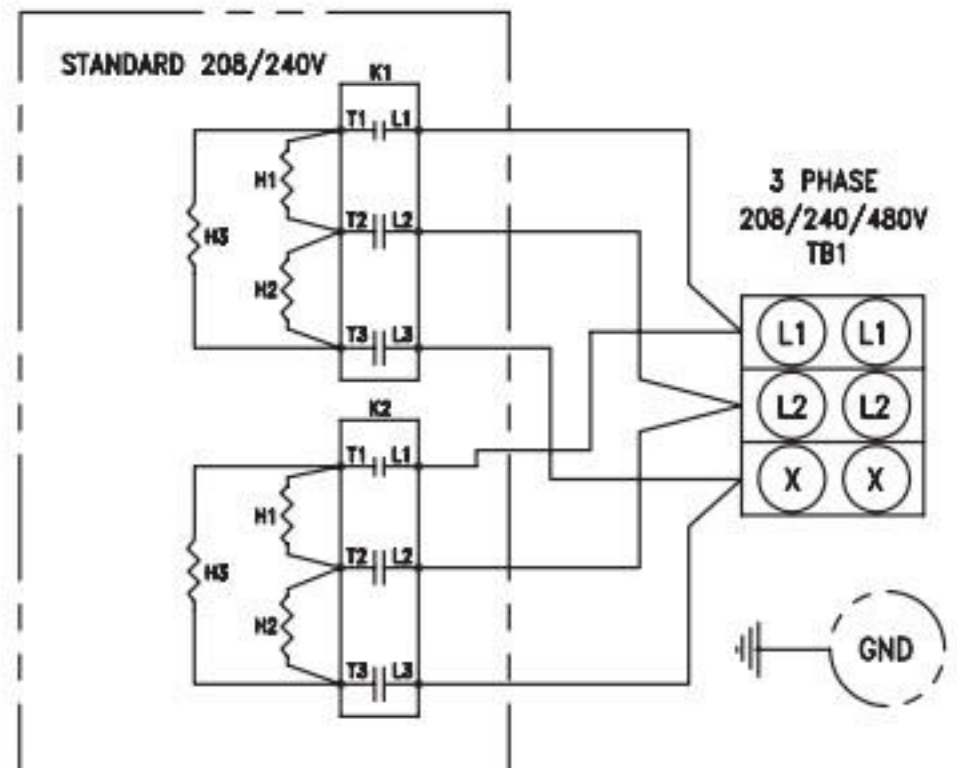 STANDARD 208/240V
K1
T1 L1
H1
T2 L2
H3
H2
T3 L3
K2
T1 L1
H1
T2 L2
H3
H2
T3 L3
3 PHASE
208/240/480V
TB1
L1 L1
L2 L2
X X
GND